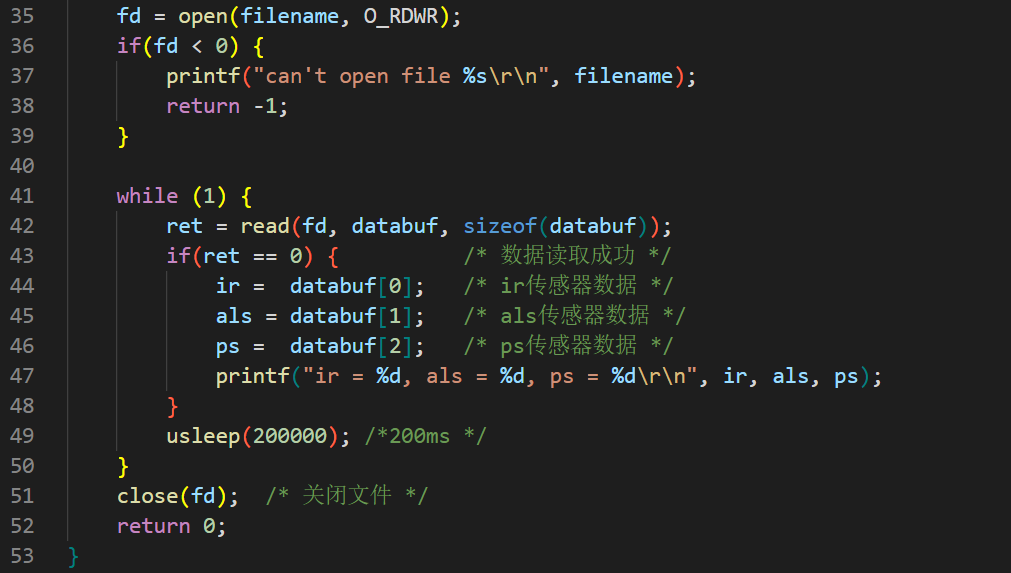 35 fd = open(filename, O_RDWR);
36 if(fd < 0) {
37 printf("can't open file %s\r\n", filename);
38 return -1;
39 }
40
41 while (1) {
42 ret = read(fd, databuf, sizeof(databuf));
43 if(ret == 0) { /* 数据读取成功 */
44 ir =  databuf[0]; /* ir传感器数据 */
45 als = databuf[1]; /* als传感器数据 */
46 ps =  databuf[2]; /* ps传感器数据 */
47 printf("ir = %d, als = %d, ps = %d\r\n", ir, als, ps);
48 }
49 usleep(200000); /*200ms */
50 }
51 close(fd); /* 关闭文件 */
52 return 0;
53 }